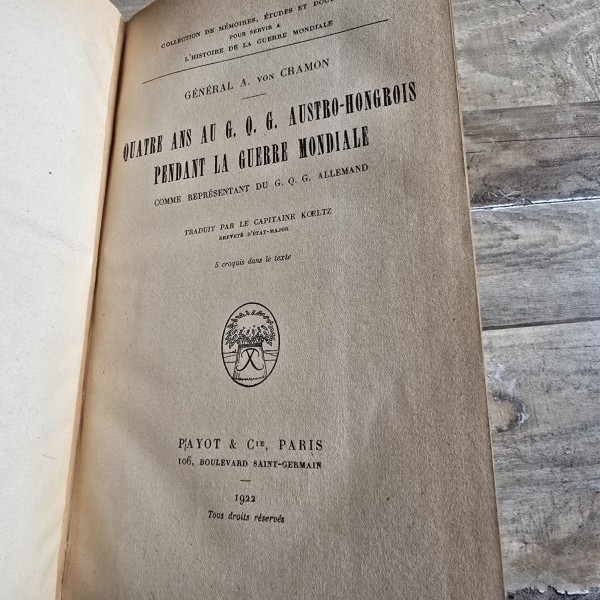 COLLECTION DE MÉMOIRES, ÉTUDES ET
POUR SERVIR A
L'HISTOIRE DE LA GUERRE MONDIALE
GÉNÉRAL A. VON CRAMON
QUATRE ANS AU G. Q. G. AUSTRO-HONGROIS
PENDANT LA GUERRE MONDIALE
COMME REPRÉSENTANT DU G. Q. G. ALLEMAND
TRADUIT PAR LE CAPITAINE KŒLTZ
BREVETÉ D'ÉTAT-MAJOR
5 croquis dans le texte
PAYOT & Cie, PARIS
106, BOULEVARD SAINT-GERMAIN
1922
Tous droits réservés